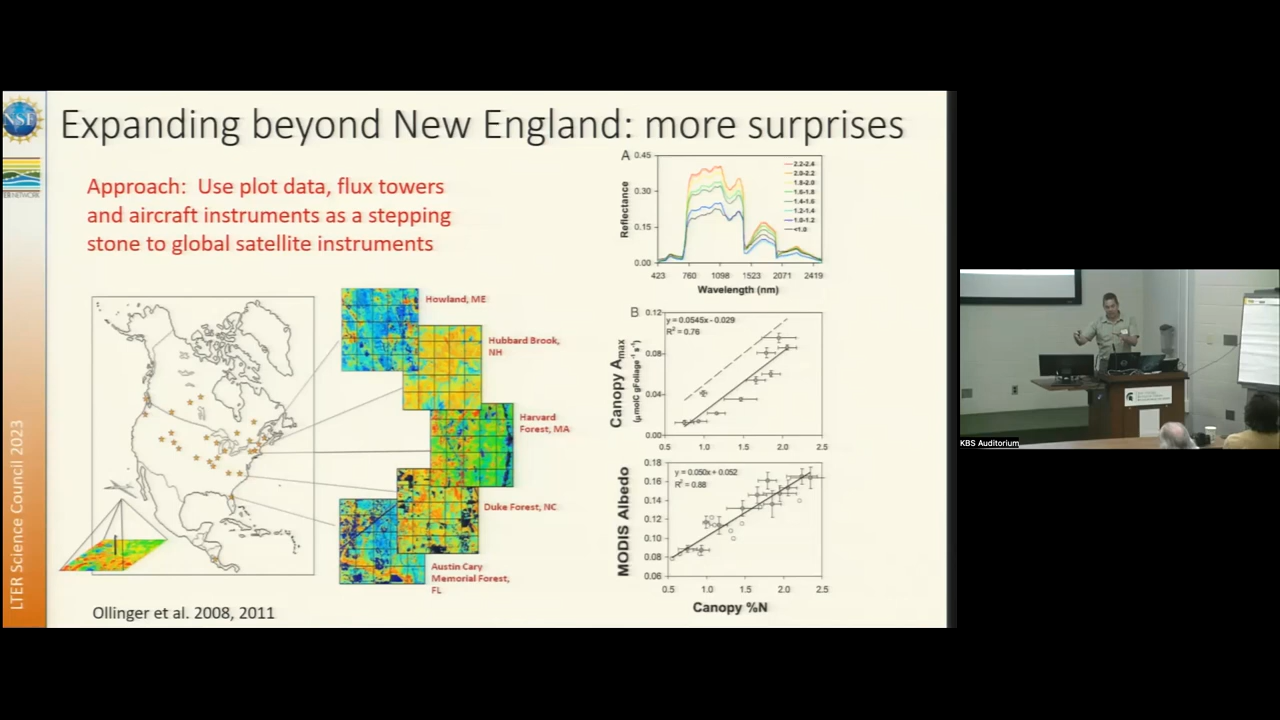 NSF
Expanding beyond New England: more surprises
Approach: Use plot data, flux towers
and aircraft instruments as a stepping
stone to global satellite instruments
LTER Science Council 2023
Howland, ME
Hubbard Brook,
NH
Harvard
Forest, MA
Duke Forest, NC
Austin Cary
Memorial Forest,
FL
Ollinger et al. 2008, 2011
A
0.45
0.30
0.15
0.00
Reflectance
2.2-2.4
2.0-2.2
1.8-2.0
1.6-1.8
1.4-1.6
1.2-1.4
1.0-1.2
<1.0
423 760 1098 1523 2071 2419
Wavelength (nm)
B
0.12
0.08
0.04
0.00
y = 0.0545x - 0.029
R² = 0.76
Canopy Amax
(µmolC gFoliage⁻¹ s⁻¹)
0.5 1.0 1.5 2.0 2.5
0.18
0.16
0.14
0.12
0.10
0.08
0.06
y = 0.050x + 0.052
R² = 0.88
MODIS Albedo
0.5 1.0 1.5 2.0 2.5
Canopy %N
KBS Auditorium